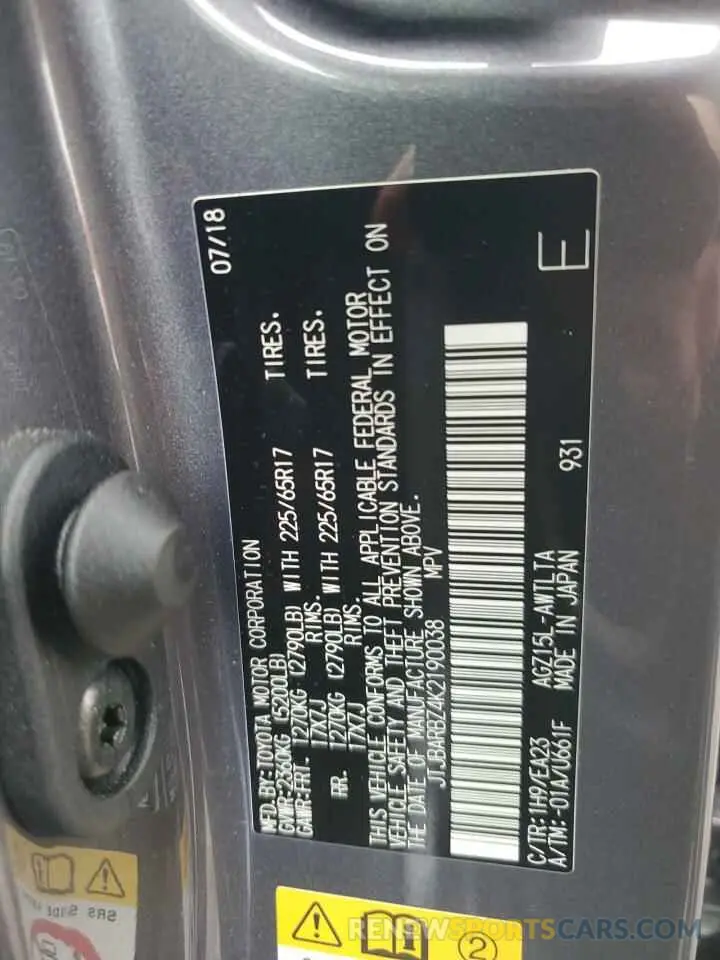 07/18
MFD.BY:TOYOTA MOTOR CORPORATION
GVWR:2360KG (5200LB)
GAWR:FRT. 1270KG (2790LB) WITH 225/65R17 TIRES.
17X7J RIMS.
RR. 1270KG (2790LB) WITH 225/65R17 TIRES.
17X7J RIMS.
THIS VEHICLE CONFORMS TO ALL APPLICABLE FEDERAL MOTOR
VEHICLE SAFETY AND THEFT PREVENTION STANDARDS IN EFFECT ON
THE DATE OF MANUFACTURE SHOWN ABOVE.
JTJBARBZ4K2190038 MPV
C/TR:1H9/EA23 AGZ15L-AWTLTA 931 E
A/TM:-01A/U661F MADE IN JAPAN
SRS
2
RENEWSPORTSCARS.COM